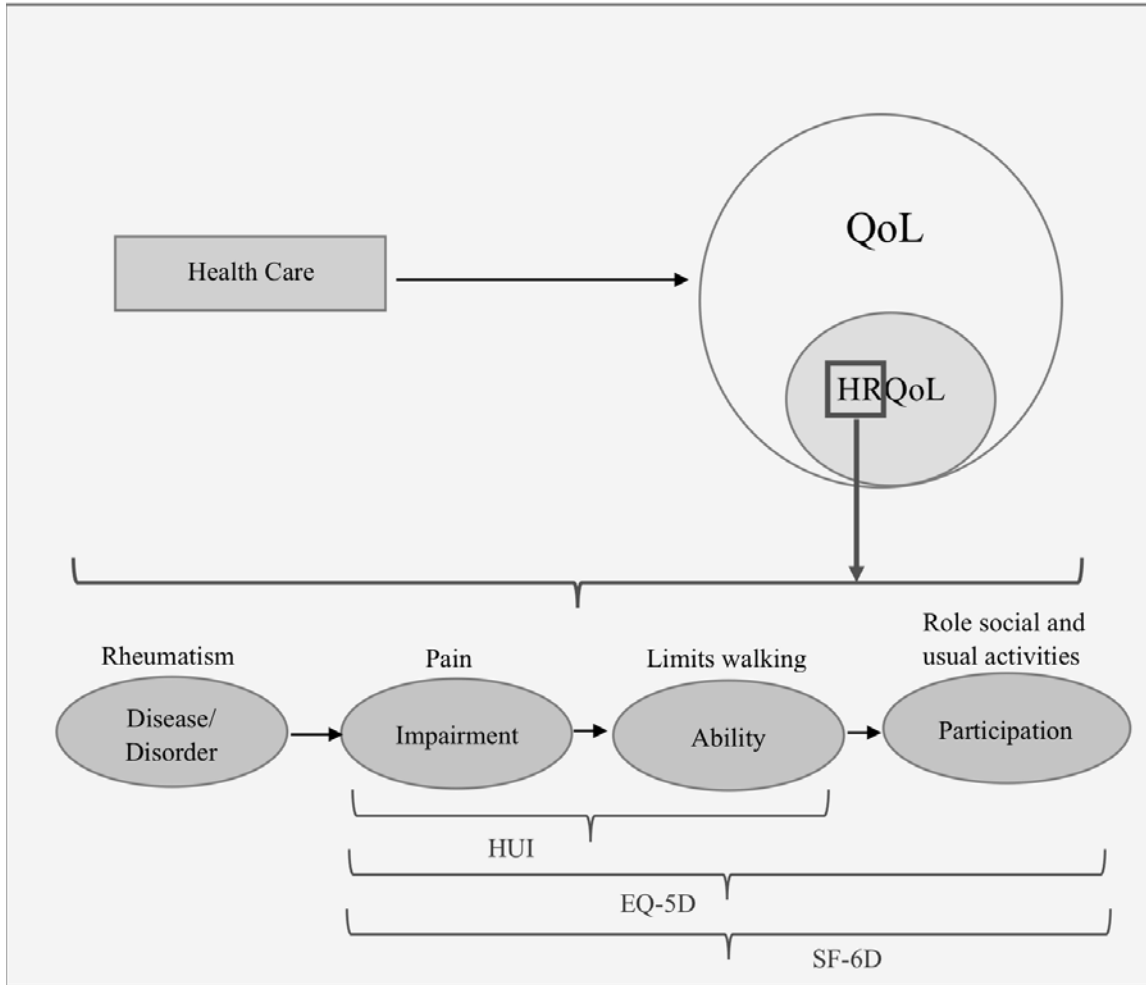 QoL
Health Care
HRQoL
Role social and
usual activities
Rheumatism
Pain
Limits walking
Disease/
Disorder
Impairment
Ability
Participation
HUI
EQ-5D
SF-6D